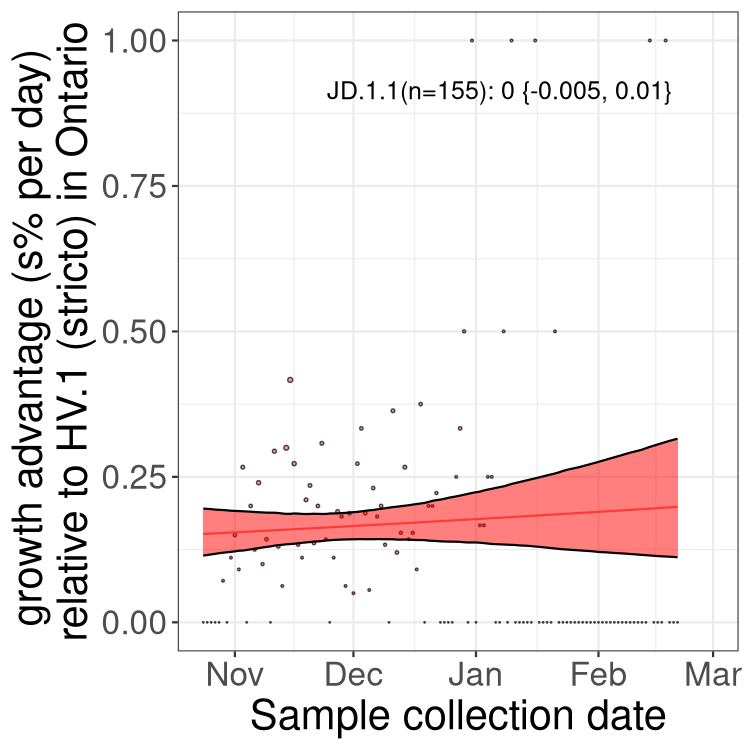 growth advantage (s% per day)
relative to HV.1 (stricto) in Ontario
1.00
0.75
0.50
0.25
0.00
JD.1.1(n=155): 0 {-0.005, 0.01}
Nov Dec Jan Feb Mar
Sample collection date